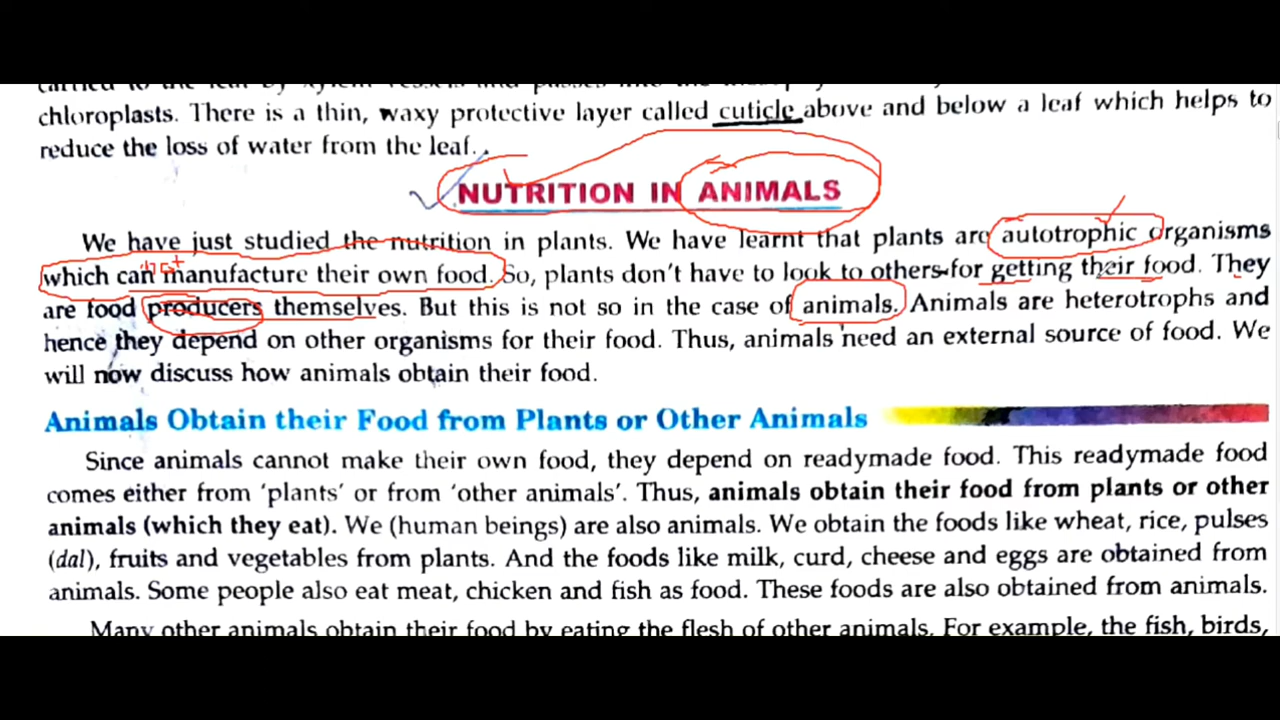 chloroplasts. There is a thin, waxy protective layer called cuticle above and below a leaf which helps to
reduce the loss of water from the leaf.
NUTRITION IN ANIMALS
We have just studied the nutrition in plants. We have learnt that plants are autotrophic organisms
which can manufacture their own food. So, plants don't have to look to others for getting their food. They
are food producers themselves. But this is not so in the case of animals. Animals are heterotrophs and
hence they depend on other organisms for their food. Thus, animals need an external source of food. We
will now discuss how animals obtain their food.
Animals Obtain their Food from Plants or Other Animals
Since animals cannot make their own food, they depend on readymade food. This readymade food
comes either from 'plants' or from 'other animals'. Thus, animals obtain their food from plants or other
animals (which they eat). We (human beings) are also animals. We obtain the foods like wheat, rice, pulses
(dal), fruits and vegetables from plants. And the foods like milk, curd, cheese and eggs are obtained from
animals. Some people also eat meat, chicken and fish as food. These foods are also obtained from animals.
Many other animals obtain their food by eating the flesh of other animals. For example, the fish, birds,